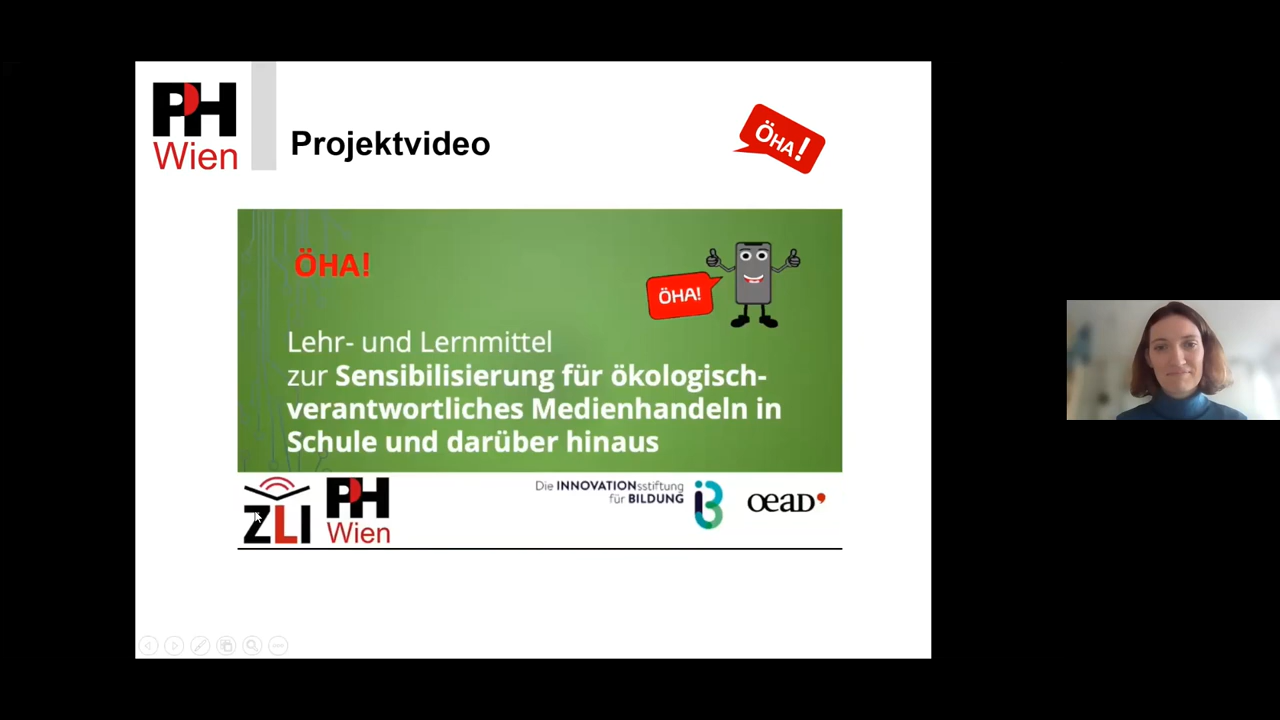 PH
Wien
Projektvideo
ÖHA!
ÖHA!
ÖHA!
Lehr- und Lernmittel
zur Sensibilisierung für ökologisch-
verantwortliches Medienhandeln in
Schule und darüber hinaus
ZLI
PH
Wien
Die INNOVATIONsstiftung
für BILDUNG
OEAD